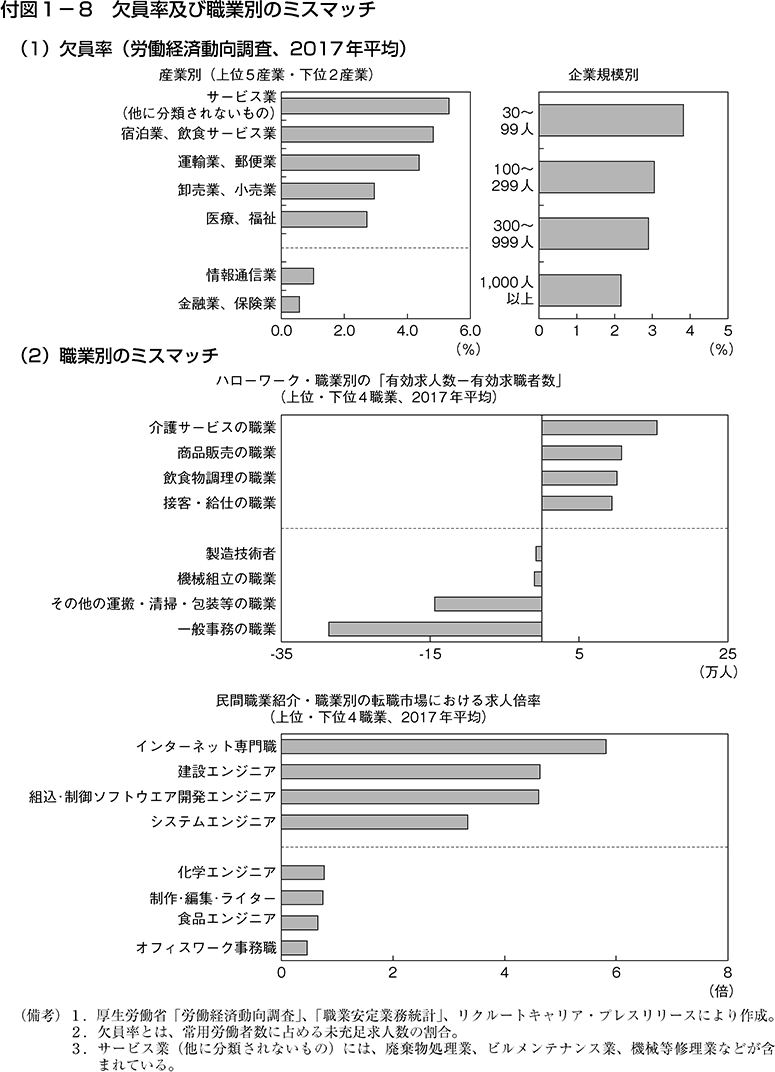 付図1－8　欠員率及び職業別のミスマッチ
（1）欠員率（労働経済動向調査、2017年平均）
産業別（上位5産業・下位2産業）
サービス業
（他に分類されないもの）
宿泊業、飲食サービス業
運輸業、郵便業
卸売業、小売業
医療、福祉
情報通信業
金融業、保険業
0.0 2.0 4.0 6.0
（%）
企業規模別
30～
99人
100～
299人
300～
999人
1,000人
以上
0 1 2 3 4 5
（%）
（2）職業別のミスマッチ
ハローワーク・職業別の「有効求人数ー有効求職者数」
（上位・下位4職業、2017年平均）
介護サービスの職業
商品販売の職業
飲食物調理の職業
接客・給仕の職業
製造技術者
機械組立の職業
その他の運搬・清掃・包装等の職業
一般事務の職業
-35 -15 5 25
（万人）
民間職業紹介・職業別の転職市場における求人倍率
（上位・下位4職業、2017年平均）
インターネット専門職
建設エンジニア
組込・制御ソフトウエア開発エンジニア
システムエンジニア
化学エンジニア
制作・編集・ライター
食品エンジニア
オフィスワーク事務職
0 2 4 6 8
（倍）
（備考）1．厚生労働省「労働経済動向調査」、「職業安定業務統計」、リクルートキャリア・プレスリリースにより作成。
2．欠員率とは、常用労働者数に占める未充足求人数の割合。
3．サービス業（他に分類されないもの）には、廃棄物処理業、ビルメンテナンス業、機械等修理業などが含
まれている。